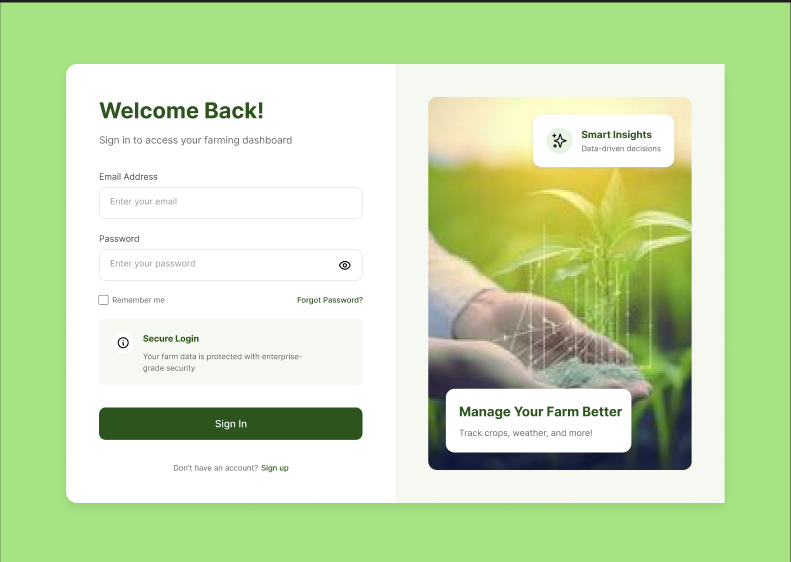 Welcome Back!
Sign in to access your farming dashboard
Email Address
Enter your email
Password
Enter your password
Remember me
Forgot Password?
Secure Login
Your farm data is protected with enterprise-
grade security
Sign In
Don't have an account? Sign up
Smart Insights
Data-driven decisions
Manage Your Farm Better
Track crops, weather, and more!